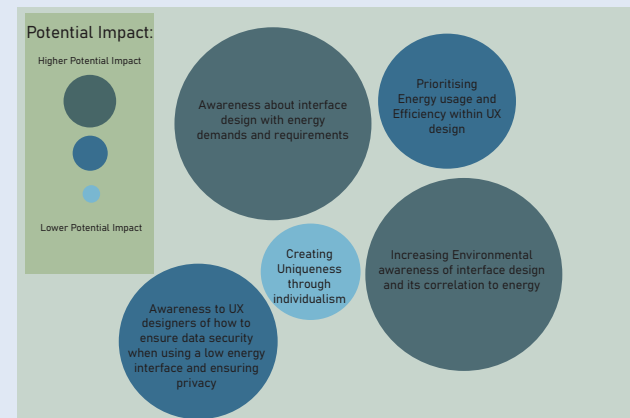 Potential Impact:
Higher Potential Impact
Lower Potential Impact
Awareness about interface
design with energy
demands and requirements
Prioritising
Energy usage and
Efficiency within UX
design
Creating
Uniqueness
through
individualism
Increasing Environmental
awareness of interface design
and its correlation to energy
Awareness to UX
designers of how to
ensure data security
when using a low energy
interface and ensuring
privacy